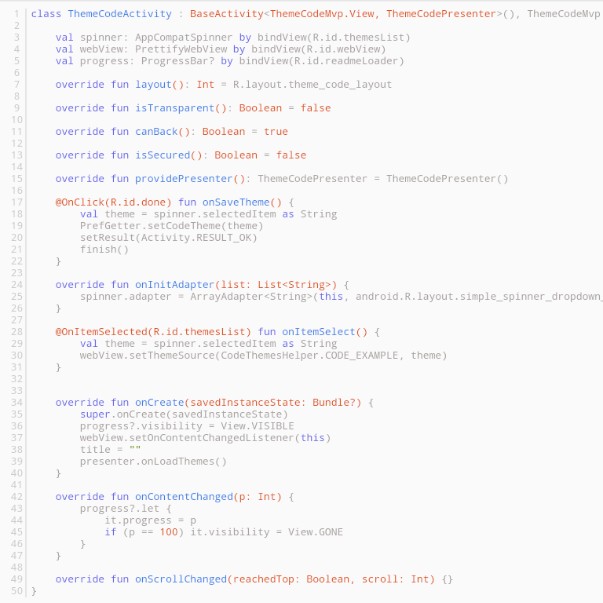 1 class ThemeCodeActivity : BaseActivity<ThemeCodeMvp.View, ThemeCodePresenter>(), ThemeCodeMvp
2
3 val spinner: AppCompatSpinner by bindView(R.id.themesList)
4 val webView: PrettifyWebView by bindView(R.id.webView)
5 val progress: ProgressBar? by bindView(R.id.readmeLoader)
6
7 override fun layout(): Int = R.layout.theme_code_layout
8
9 override fun isTransparent(): Boolean = false
10
11 override fun canBack(): Boolean = true
12
13 override fun isSecured(): Boolean = false
14
15 override fun providePresenter(): ThemeCodePresenter = ThemeCodePresenter()
16
17 @OnClick(R.id.done) fun onSaveTheme() {
18 val theme = spinner.selectedItem as String
19 PrefGetter.setCodeTheme(theme)
20 setResult(Activity.RESULT_OK)
21 finish()
22 }
23
24 override fun onInitAdapter(list: List<String>) {
25 spinner.adapter = ArrayAdapter<String>(this, android.R.layout.simple_spinner_dropdown_
26 }
27
28 @OnItemSelected(R.id.themesList) fun onItemSelect() {
29 val theme = spinner.selectedItem as String
30 webView.setThemeSource(CodeThemesHelper.CODE_EXAMPLE, theme)
31 }
32
33
34 override fun onCreate(savedInstanceState: Bundle?) {
35 super.onCreate(savedInstanceState)
36 progress?.visibility = View.VISIBLE
37 webView.setOnContentChangedListener(this)
38 title = ""
39 presenter.onLoadThemes()
40 }
41
42 override fun onContentChanged(p: Int) {
43 progress?.let {
44 it.progress = p
45 if (p == 100) it.visibility = View.GONE
46 }
47 }
48
49 override fun onScrollChanged(reachedTop: Boolean, scroll: Int) {}
50 }